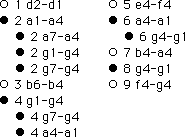 1 d2-d1
2 a1-a4
2 a7-a4
2 g1-g4
2 g7-g4
3 b6-b4
4 g1-g4
4 g7-g4
4 a4-a1
5 e4-f4
6 a4-a1
6 g4-g1
7 b4-a4
8 g4-g1
9 f4-g4